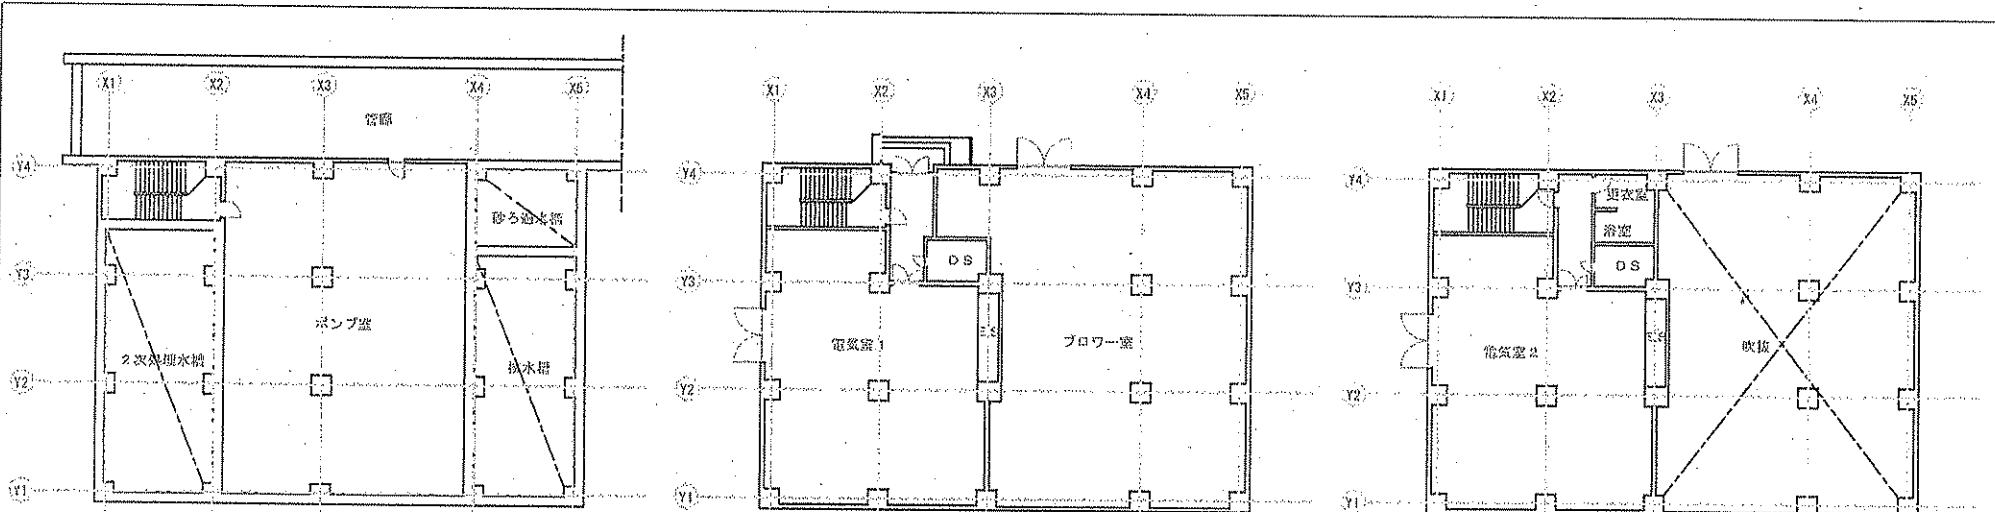 X1 X2 X3 X4 X5
管廊
Y4
砂ろ過水槽
Y3
ポンプ室
2次処理水槽
Y2
Y1
X1 X2 X3 X4 X5
Y4
DS
Y3
電気室1
ES
ブロワー室
Y2
Y1
X1 X2 X3 X4 X5
Y4
更衣室
浴室
DS
Y3
電気室2
吹抜
Y2
Y1